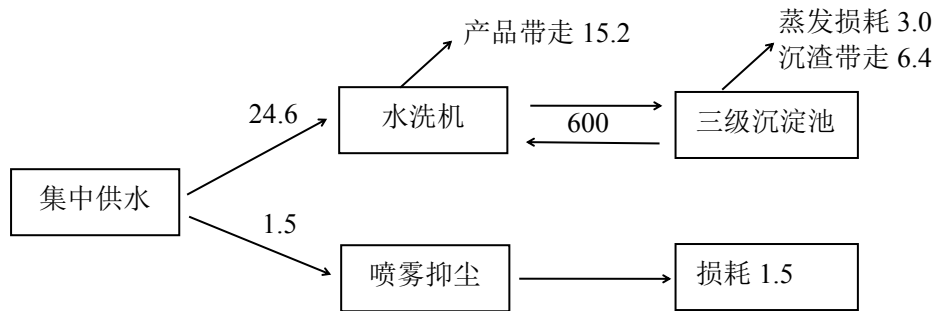 产品带走 15.2
蒸发损耗 3.0
沉渣带走 6.4
24.6
水洗机
600
三级沉淀池
集中供水
1.5
喷雾抑尘
损耗 1.5